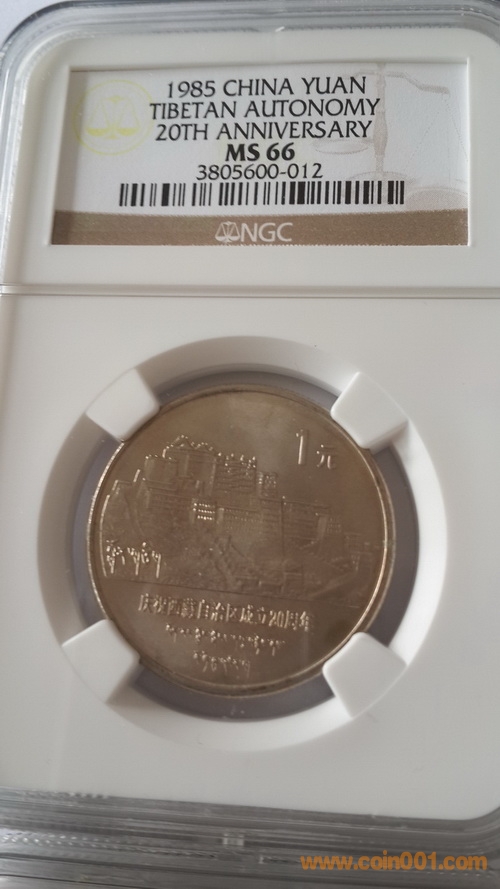 1985 CHINA YUAN
TIBETAN AUTONOMY
20TH ANNIVERSARY
MS 66
3805600-012
NGC
1元
庆祝西藏自治区成立20周年
www.coin001.com